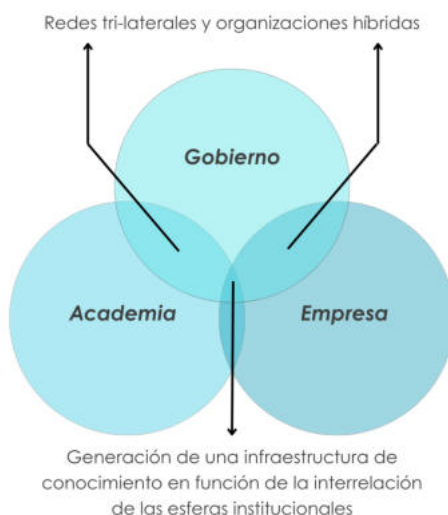 Redes tri-laterales y organizaciones híbridas
Gobierno
Academia
Empresa
Generación de una infraestructura de
conocimiento en función de la interrelación
de las esferas institucionales